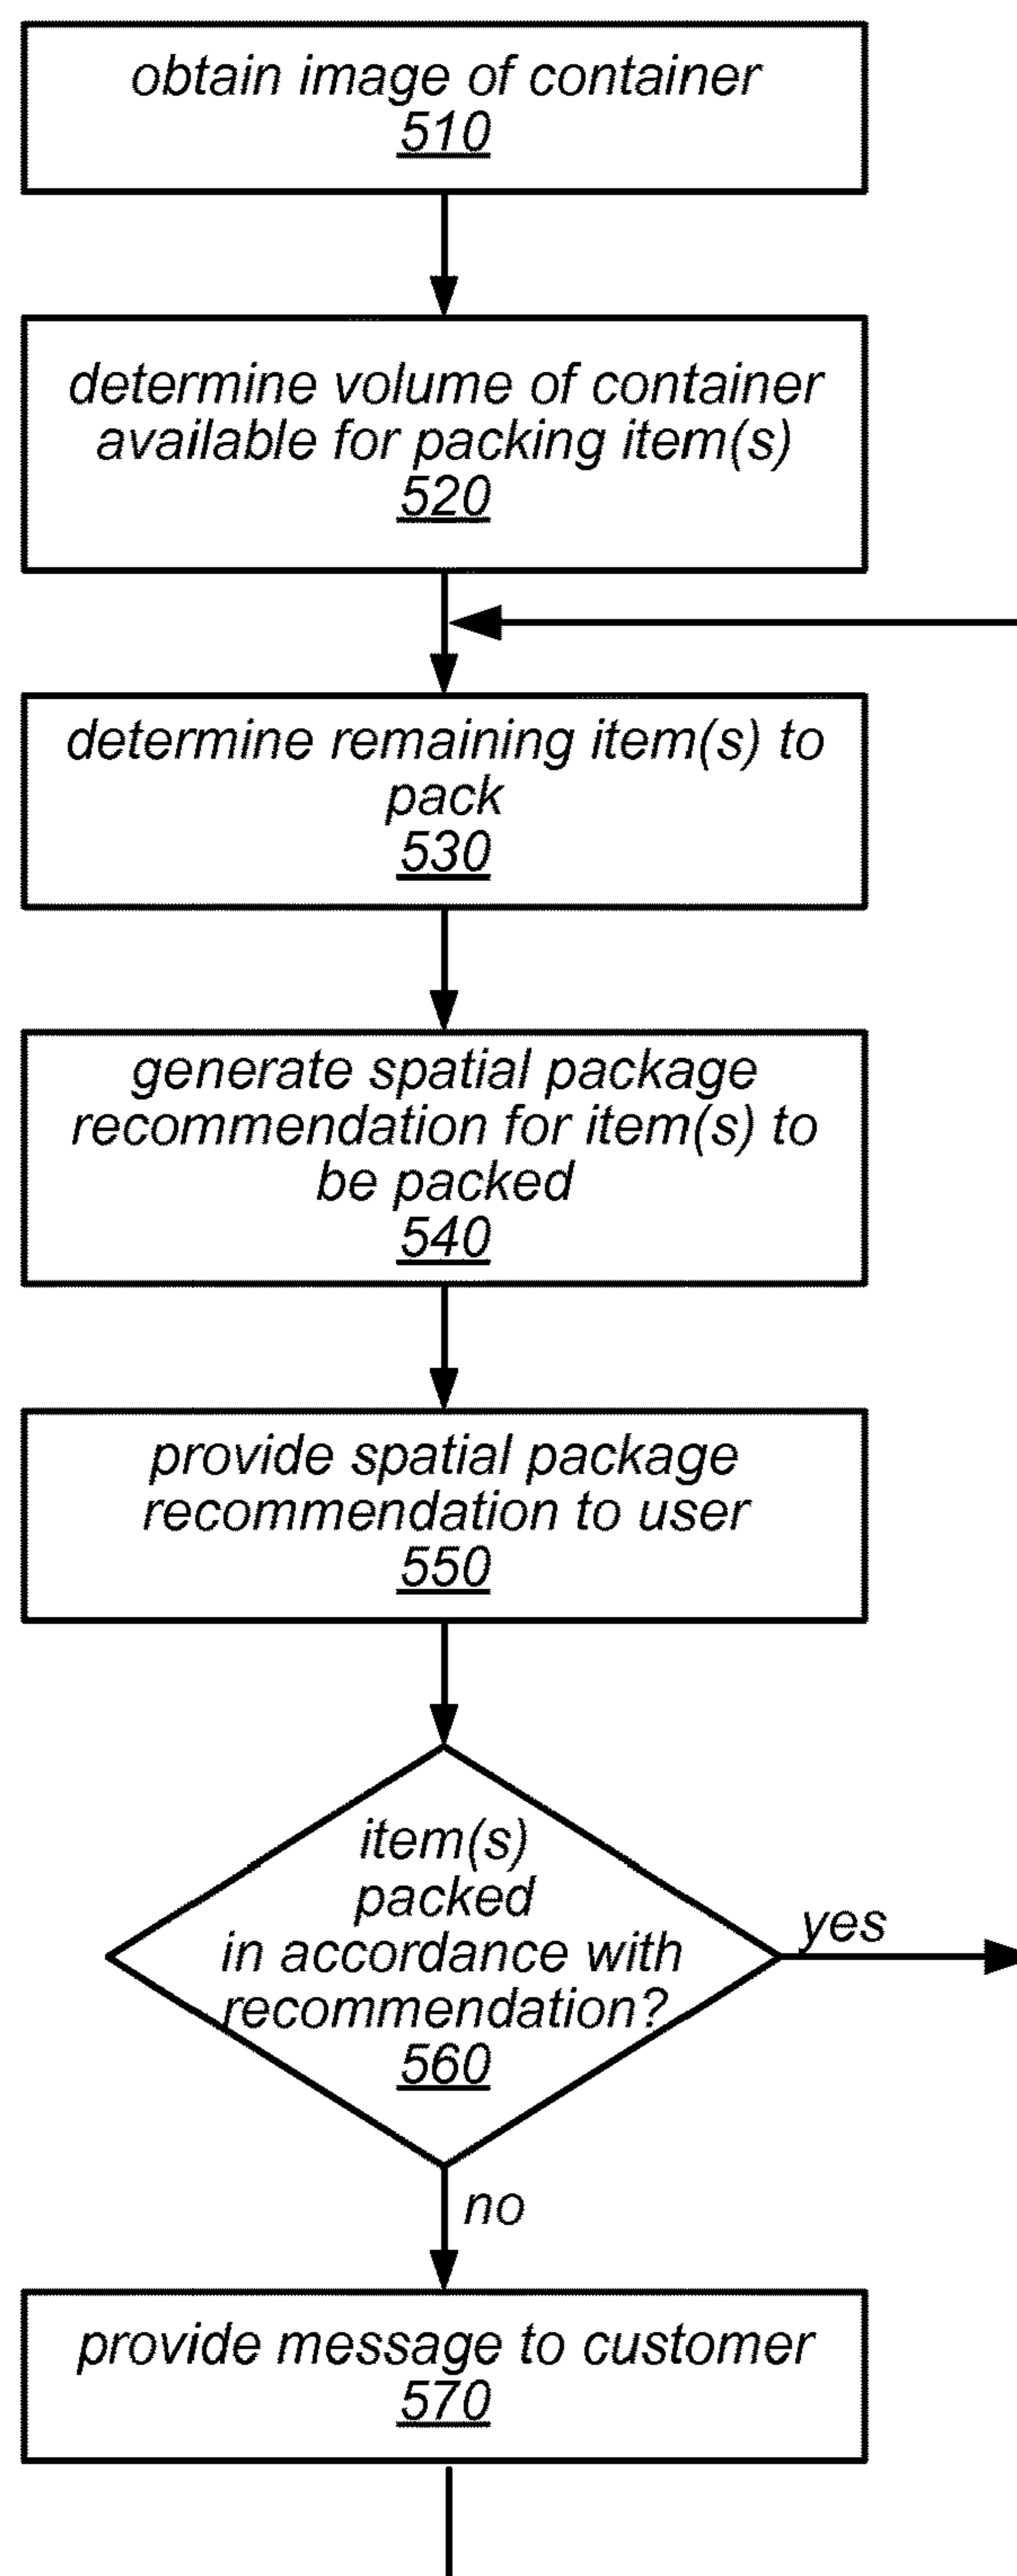 obtain image of container
510
determine volume of container
available for packing item(s)
520
determine remaining item(s) to
pack
530
generate spatial package
recommendation for item(s) to
be packed
540
provide spatial package
recommendation to user
550
item(s)
packed
in accordance with
recommendation?
560
yes
no
provide message to customer
570